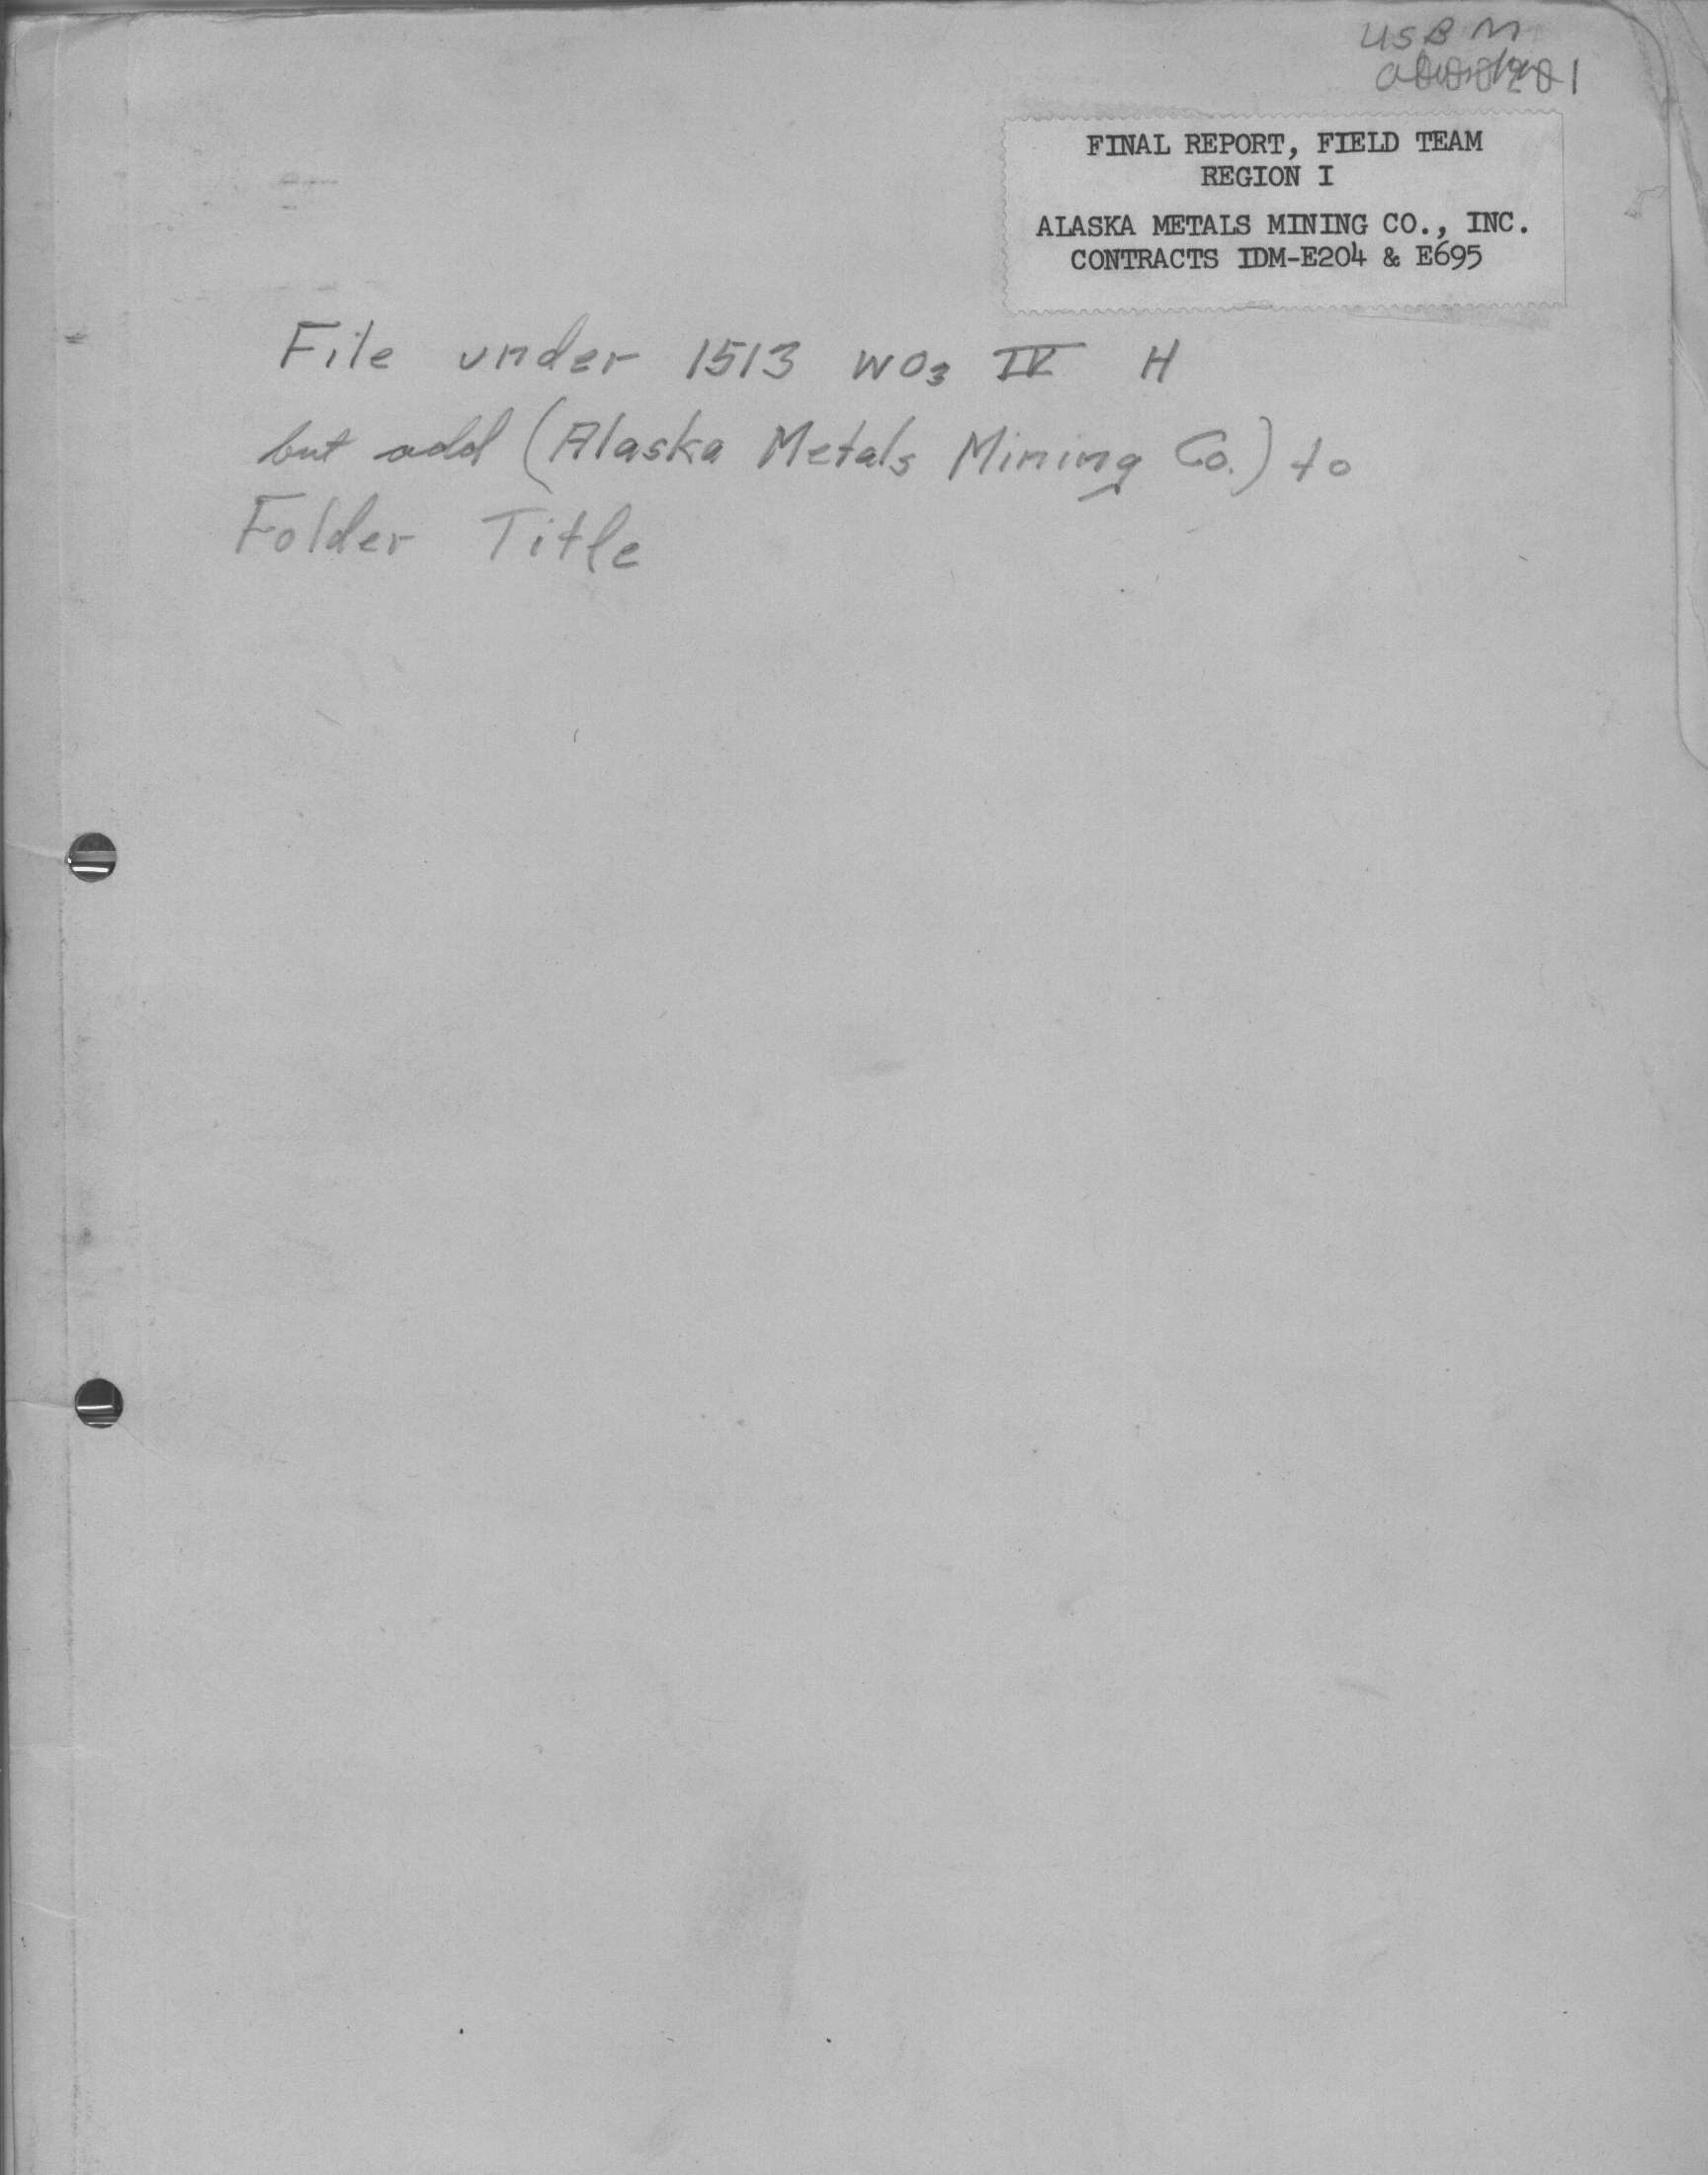 USBM
FINAL REPORT, FIELD TEAM
REGION I
ALASKA METALS MINING CO., INC.
CONTRACTS IDM-E204 & E695
File under 1513 WO₃ IV H
but add (Alaska Metals Mining Co.) to
Folder Title